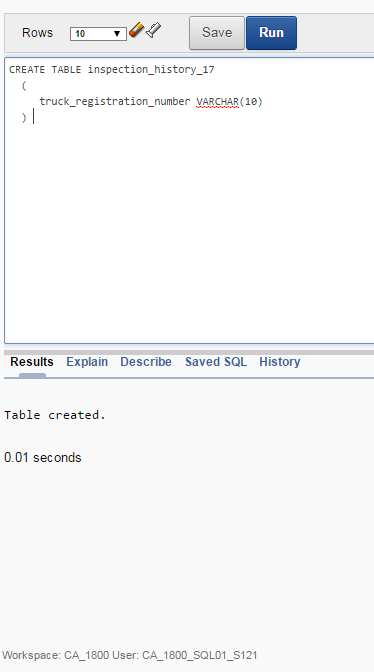 Rows 10 Save Run
CREATE TABLE inspection_history_17
(
truck_registration_number VARCHAR(10)
)
Results Explain Describe Saved SQL History
Table created.
0.01 seconds
Workspace: CA_1800 User: CA_1800_SQL01_S121